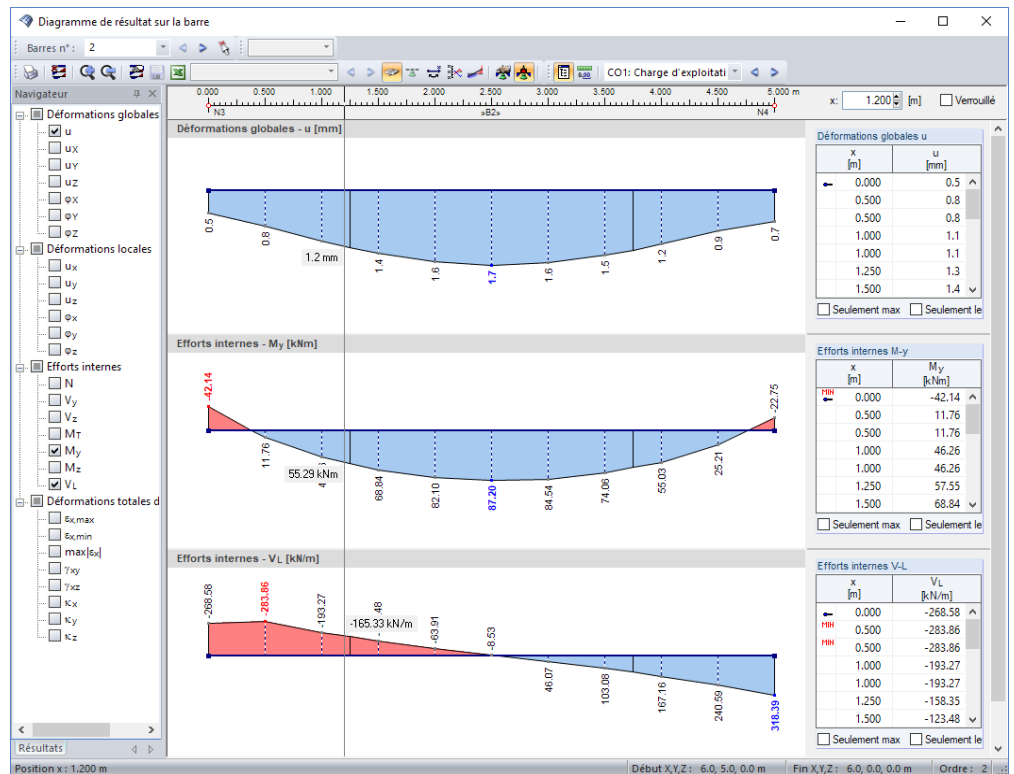 Diagramme de résultat sur la barre
Barres n° : 2
CO1: Charge d'exploitati
Navigateur
Déformations globales
u
uX
uY
uZ
φX
φY
φZ
Déformations locales
ux
uy
uz
φx
φy
φz
Efforts internes
N
Vy
Vz
MT
My
Mz
VL
Déformations totales d
εx,max
εx,min
max|εx|
γxy
γxz
κx
κy
κz
Résultats
0.000 0.500 1.000 1.500 2.000 2.500 3.000 3.500 4.000 5.000 m
N3 »B2» N4
x: 1.200 [m] Verrouillé
Déformations globales - u [mm]
0.5 0.8 1.2 mm 1.4 1.6 1.7 1.6 1.5 1.2 0.9 0.7
Déformations globales u
x u
[m] [mm]
0.000 0.5
0.500 0.8
0.500 0.8
1.000 1.1
1.000 1.1
1.250 1.3
1.500 1.4
Seulement max Seulement le
Efforts internes - My [kNm]
-42.14 11.76 55.29 kNm 68.84 82.10 87.20 84.54 74.06 55.03 25.21 -22.75
Efforts internes M-y
x My
[m] [kNm]
MIN 0.000 -42.14
0.500 11.76
0.500 11.76
1.000 46.26
1.000 46.26
1.250 57.55
1.500 68.84
Seulement max Seulement le
Efforts internes - VL [kN/m]
-268.58 -283.86 -193.27 -165.33 kN/m -63.91 -8.53 46.07 103.08 167.16 240.59 318.39
Efforts internes V-L
x VL
[m] [kN/m]
0.000 -268.58
MIN 0.500 -283.86
MIN 0.500 -283.86
1.000 -193.27
1.000 -193.27
1.250 -158.35
1.500 -123.48
Seulement max Seulement le
Position x : 1.200 m
Début X,Y,Z : 6.0, 5.0, 0.0 m Fin X,Y,Z : 6.0, 0.0, 0.0 m Ordre : 2